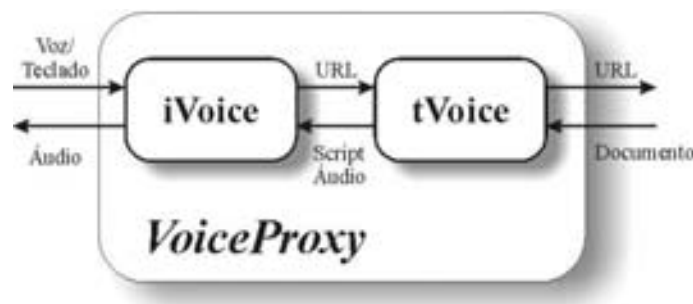 Voz/
Teclado
URL
URL
iVoice
tVoice
Áudio
Script
Áudio
Documento
VoiceProxy